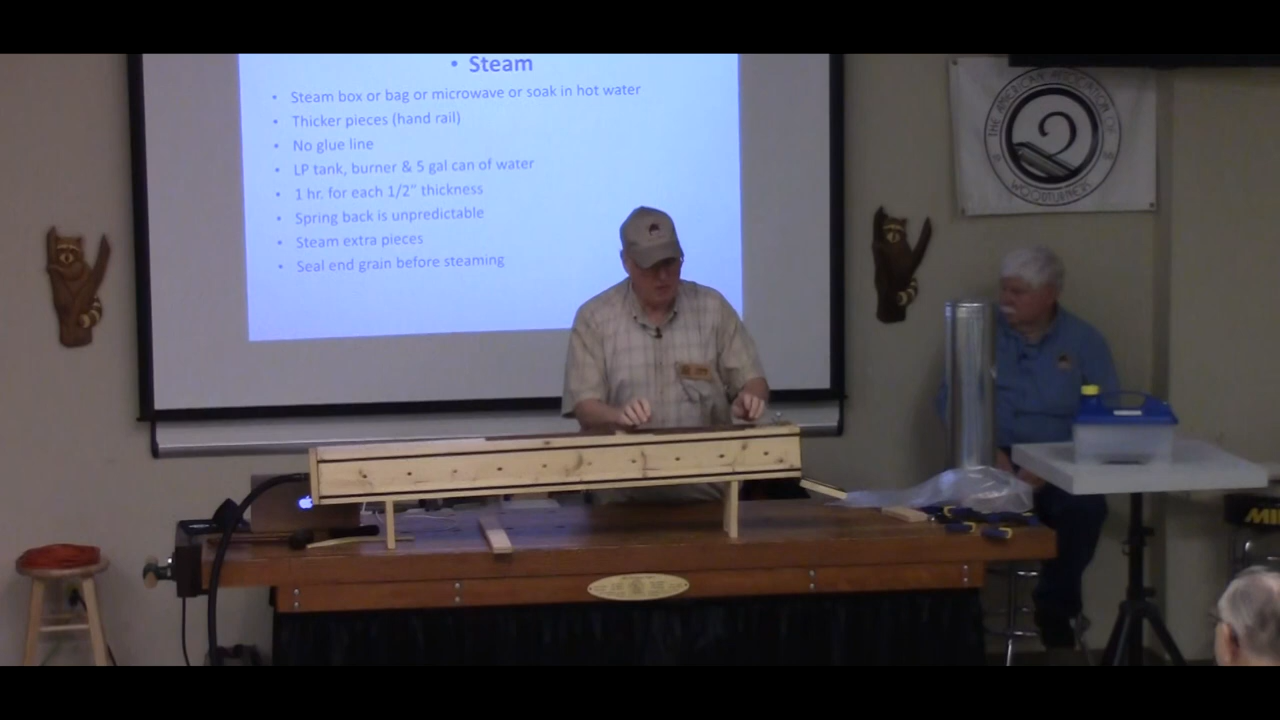 • Steam
• Steam box or bag or microwave or soak in hot water
• Thicker pieces (hand rail)
• No glue line
• LP tank, burner & 5 gal can of water
• 1 hr. for each 1/2” thickness
• Spring back is unpredictable
• Steam extra pieces
• Seal end grain before steaming
THE AMERICAN ASSOCIATION OF
WOODTURNERS
MI